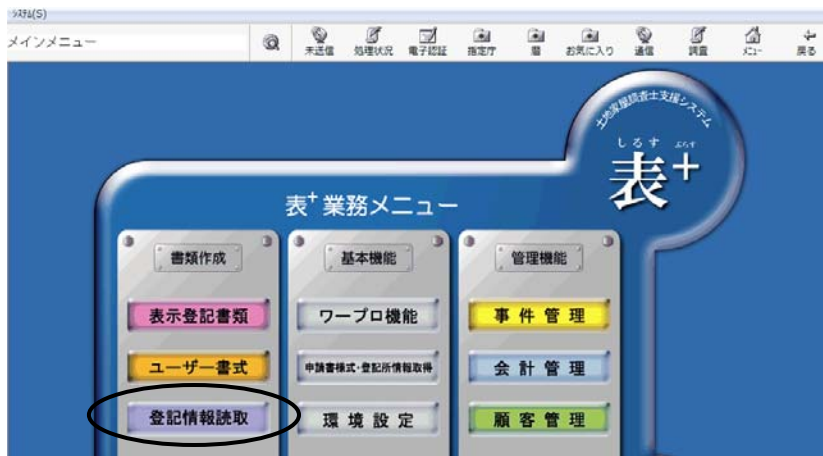 システム(S)
メインメニュー
未送信 処理状況 電子認証 指定庁 暦 お気に入り 通信 調査 メニュー 戻る
土地家屋調査士支援システム
しるす ぷらす
表+
表+業務メニュー
書類作成 基本機能 管理機能
表示登記書類 ワープロ機能 事件管理
ユーザー書式 申請書様式・登記所情報取得 会計管理
登記情報読取 環境設定 顧客管理